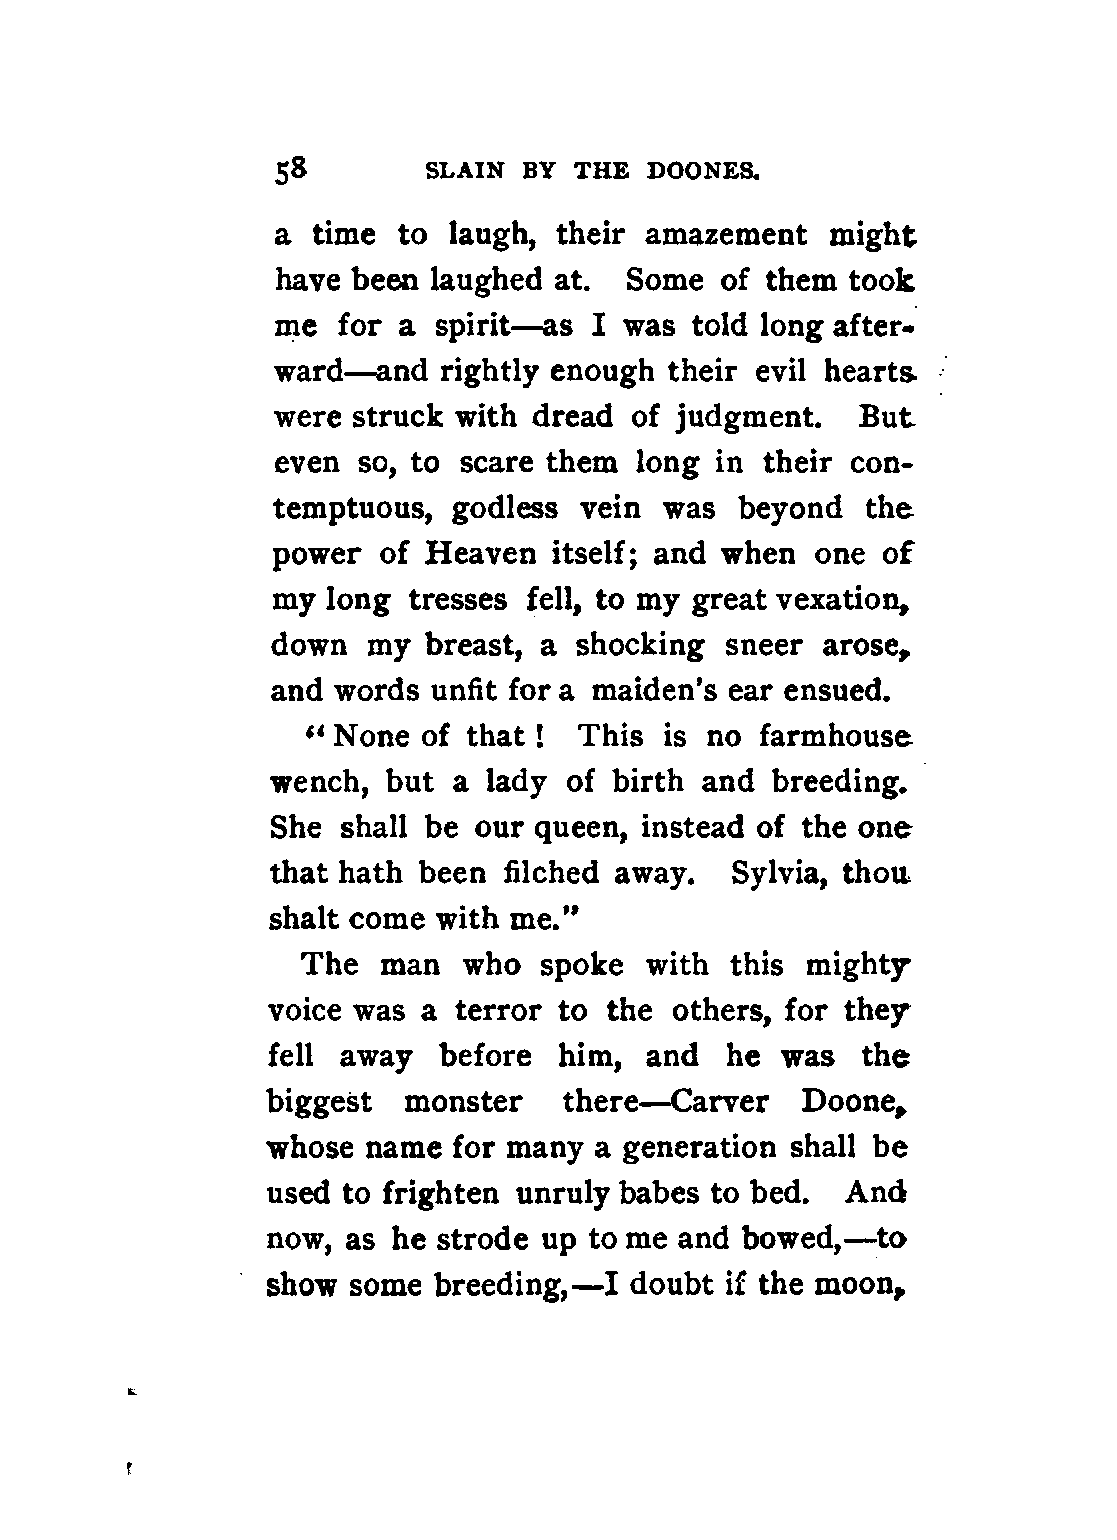 58 SLAIN BY THE DOONES.
a time to laugh, their amazement might
have been laughed at. Some of them took
me for a spirit—as I was told long after-
ward—and rightly enough their evil hearts
were struck with dread of judgment. But
even so, to scare them long in their con-
temptuous, godless vein was beyond the
power of Heaven itself; and when one of
my long tresses fell, to my great vexation,
down my breast, a shocking sneer arose,
and words unfit for a maiden's ear ensued.
"None of that! This is no farmhouse
wench, but a lady of birth and breeding.
She shall be our queen, instead of the one
that hath been filched away. Sylvia, thou
shalt come with me."
The man who spoke with this mighty
voice was a terror to the others, for they
fell away before him, and he was the
biggest monster there—Carver Doone,
whose name for many a generation shall be
used to frighten unruly babes to bed. And
now, as he strode up to me and bowed,—to
show some breeding,—I doubt if the moon,